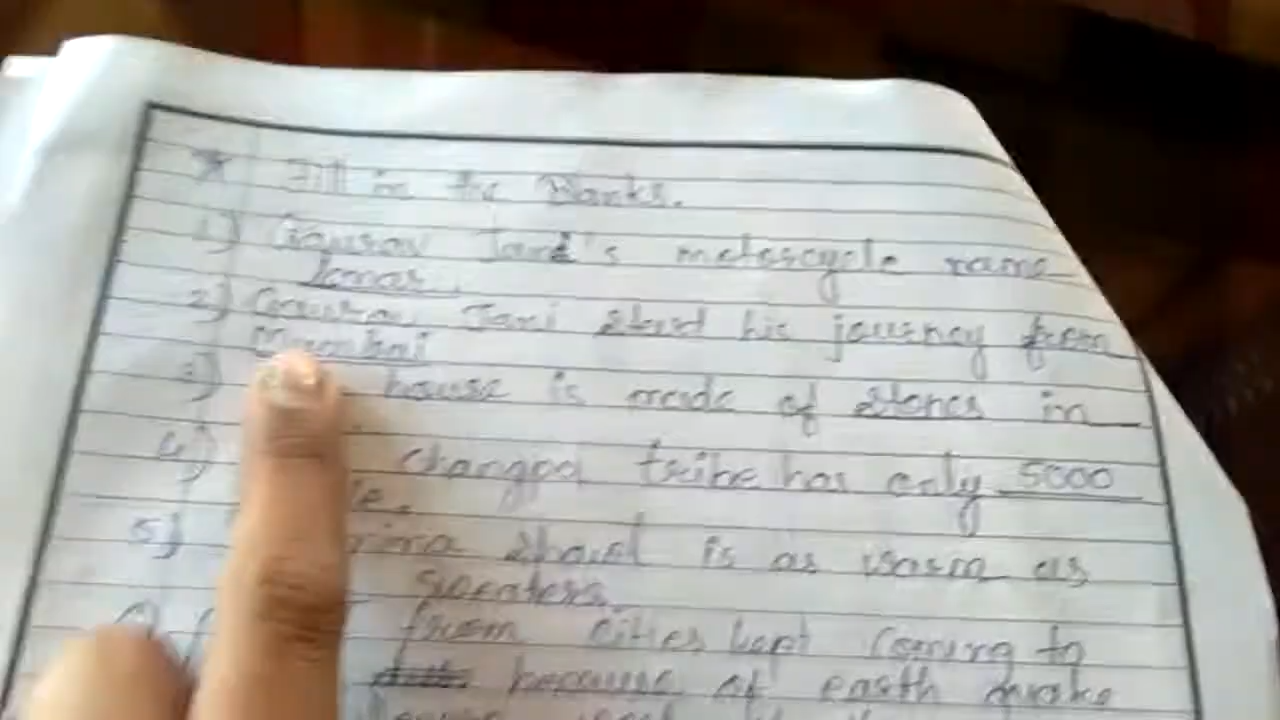 * Fill in the Blanks.
1) Gaurav Jani's motorcycle name
Loner.
2) Gaurav Jani start his journey from
Mumbai
3) house is made of stones in
4) changpa tribe has only 5000
5) shawl is as warm as
sweaters.
from cities kept coming to
because of earth quake